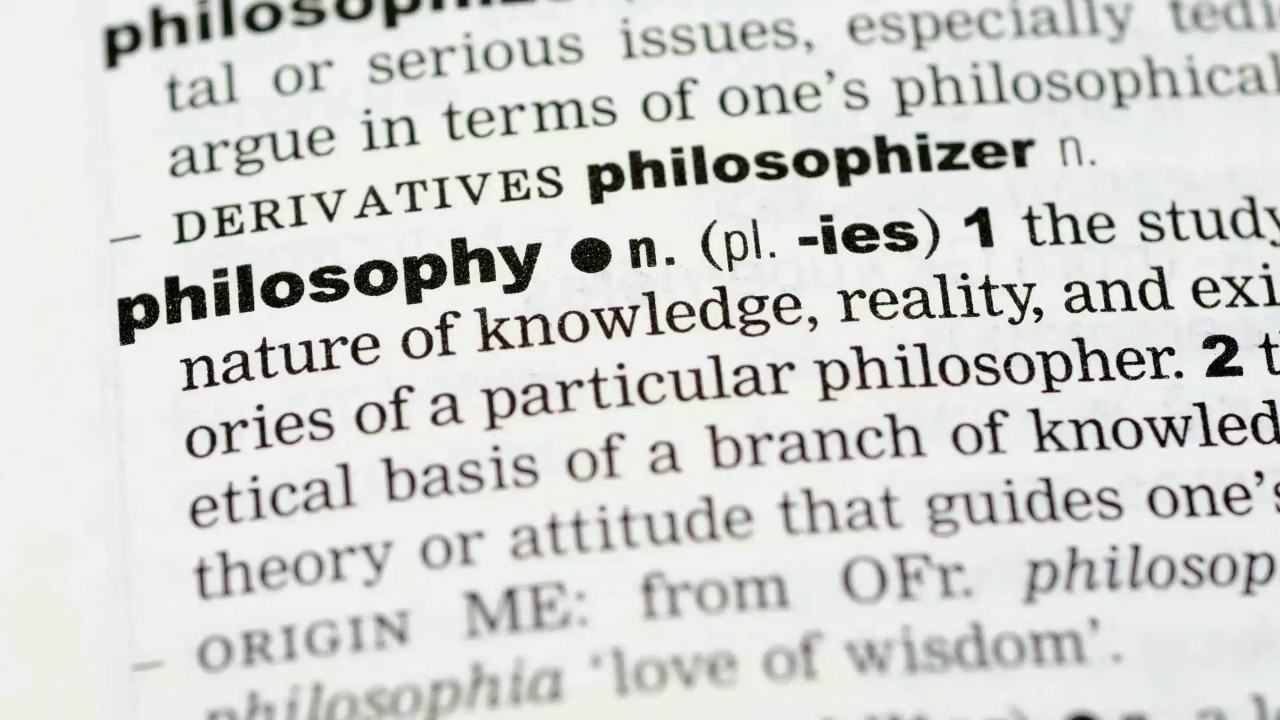 philosophize
tal or serious issues, especially tedi
argue in terms of one's philosophical
– DERIVATIVES philosophizer n.
philosophy ● n. (pl. -ies) 1 the study
nature of knowledge, reality, and exi
ories of a particular philosopher. 2 t
etical basis of a branch of knowled
theory or attitude that guides one's
– ORIGIN ME: from OFr. philosop
philosophia 'love of wisdom'.